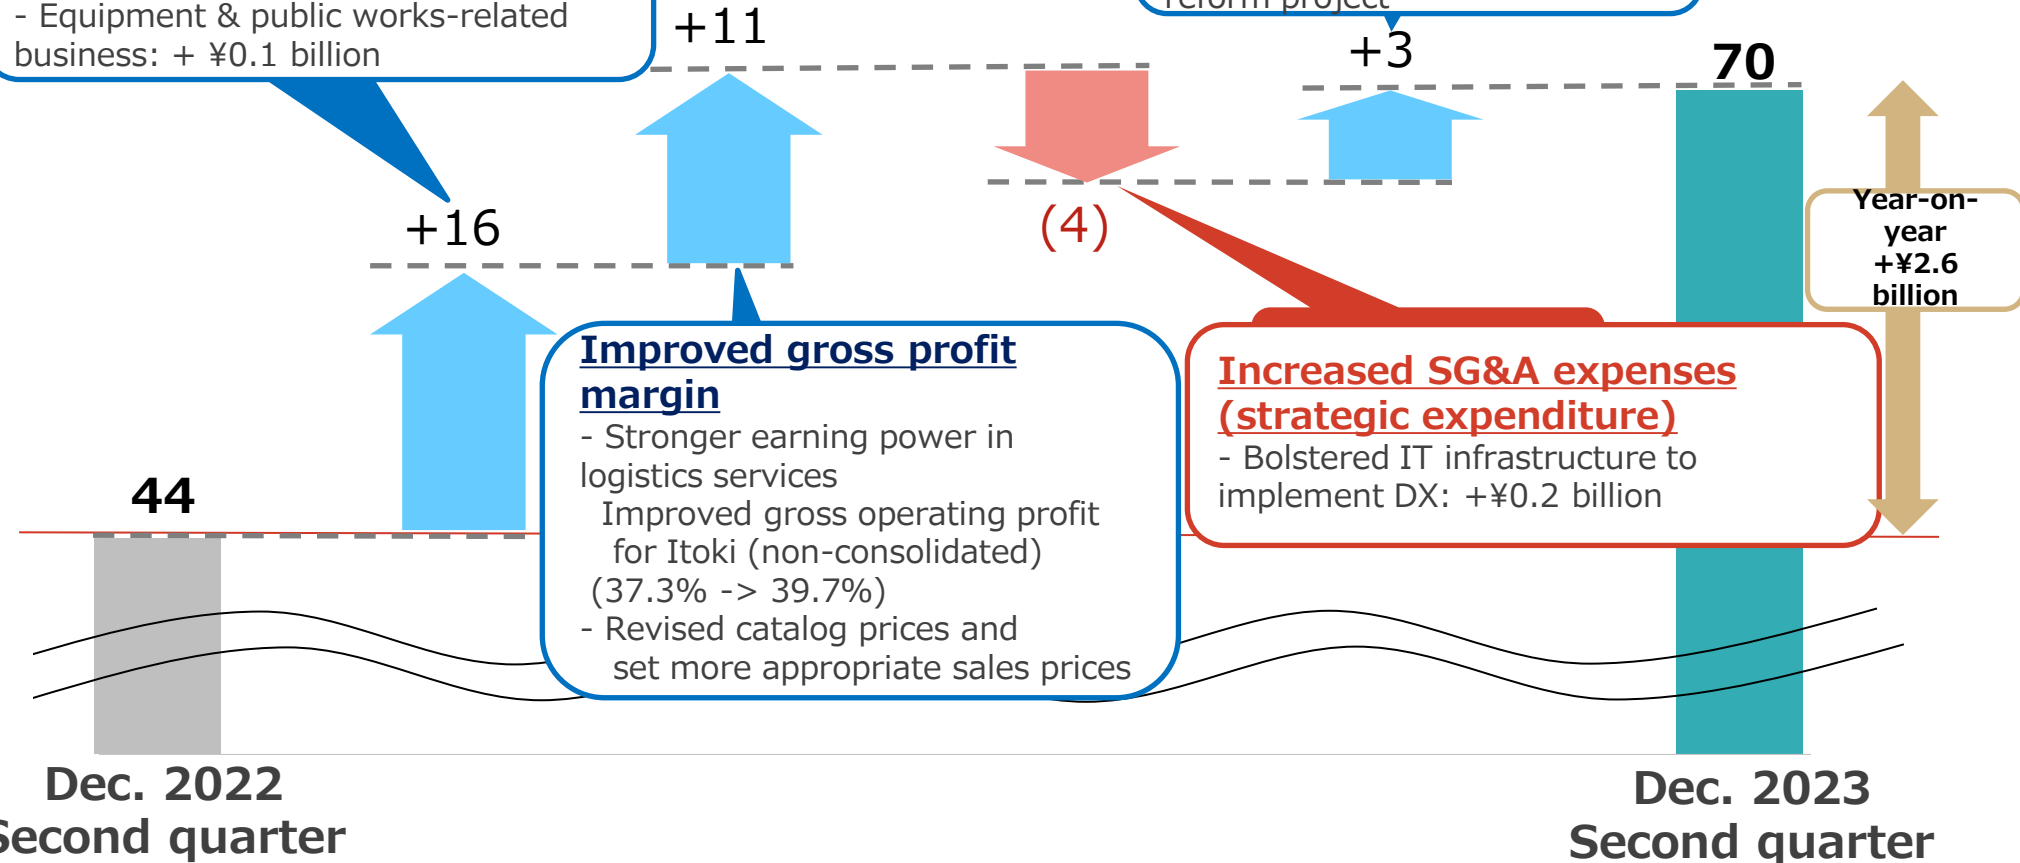 - Equipment & public works-related
business: + ¥0.1 billion
+11
reform project
+3
70
+16
(4)
Year-on-
year
+¥2.6
billion
Improved gross profit
margin
- Stronger earning power in
logistics services
Improved gross operating profit
for Itoki (non-consolidated)
(37.3% -> 39.7%)
- Revised catalog prices and
set more appropriate sales prices
Increased SG&A expenses
(strategic expenditure)
- Bolstered IT infrastructure to
implement DX: +¥0.2 billion
44
Dec. 2022
Second quarter
Dec. 2023
Second quarter